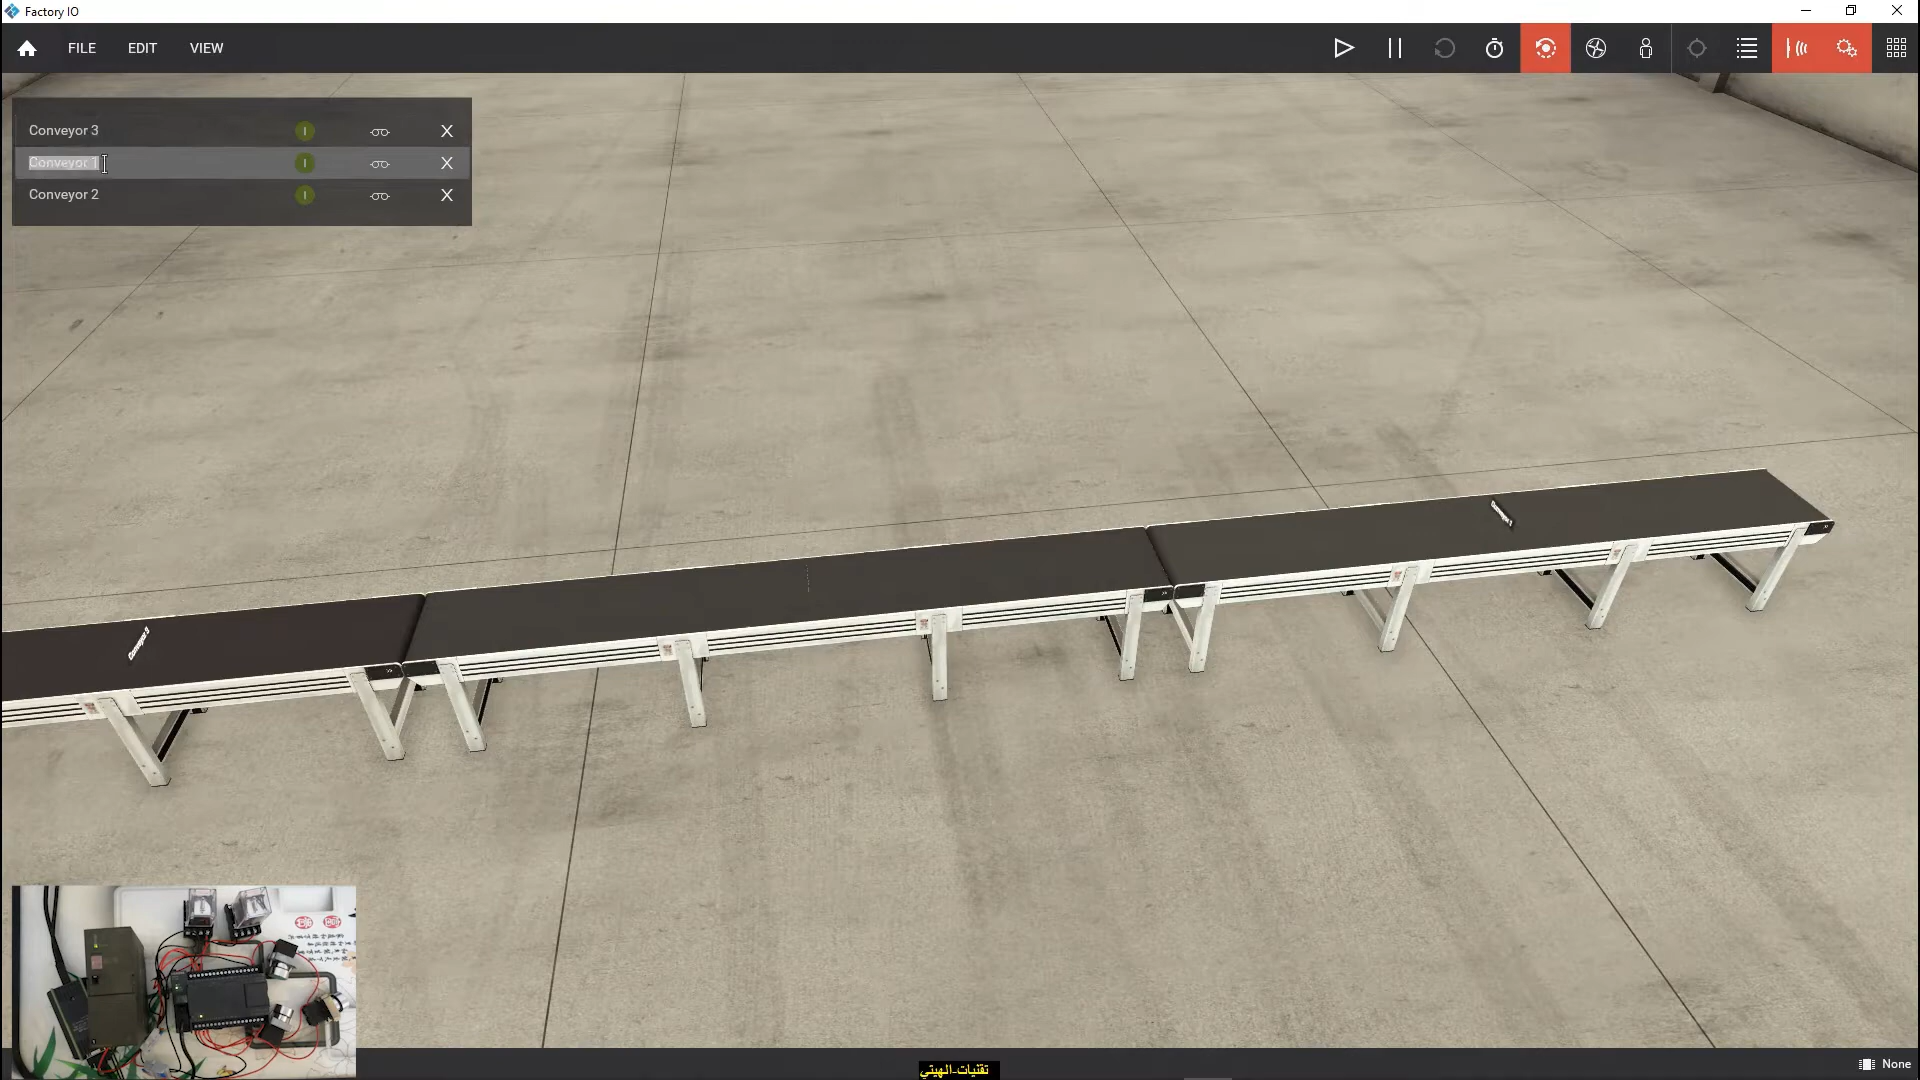 Factory IO
FILE EDIT VIEW
Conveyor 3 X
Conveyor 1 X
Conveyor 2 X
تقنيات-الهيتي
None